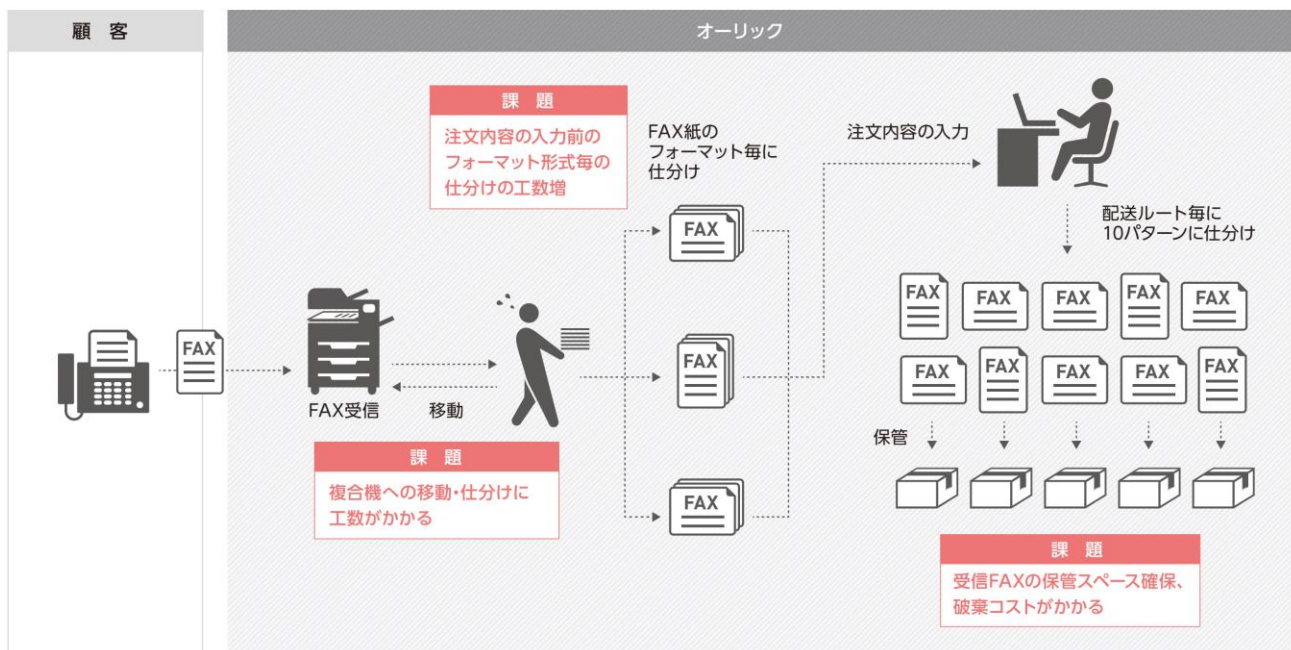 顧 客
オーリック
課 題
注文内容の入力前の
フォーマット形式毎の
仕分けの工数増
FAX紙の
フォーマット毎に
仕分け
注文内容の入力
配送ルート毎に
10パターンに仕分け
FAX
FAX
FAX
FAX
FAX
FAX
FAX
FAX
FAX
FAX
FAX
FAX
FAX
FAX
FAX受信
移動
保管
課 題
複合機への移動・仕分けに
工数がかかる
課 題
受信FAXの保管スペース確保、
破棄コストがかかる